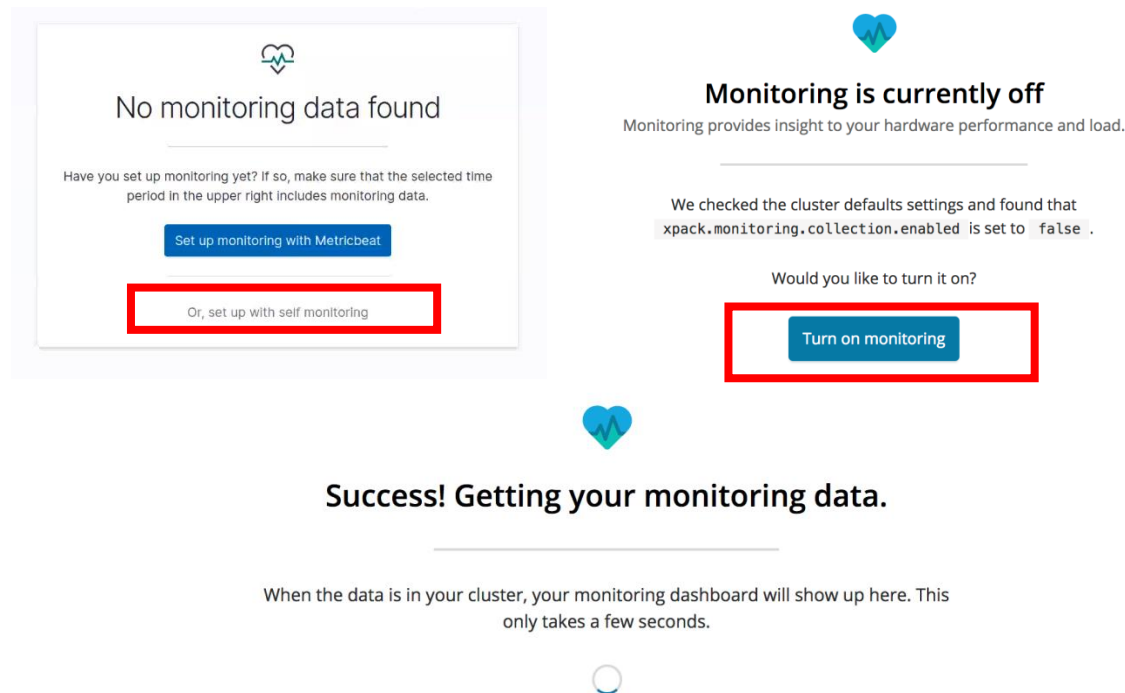 No monitoring data found
Have you set up monitoring yet? If so, make sure that the selected time
period in the upper right includes monitoring data.
Set up monitoring with Metricbeat
Or, set up with self monitoring
Monitoring is currently off
Monitoring provides insight to your hardware performance and load.
We checked the cluster defaults settings and found that
xpack.monitoring.collection.enabled is set to false .
Would you like to turn it on?
Turn on monitoring
Success! Getting your monitoring data.
When the data is in your cluster, your monitoring dashboard will show up here. This
only takes a few seconds.